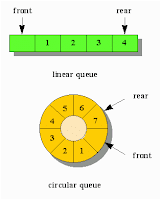 front rear
1 2 3 4
linear queue
5 6
4 7
3
2 1
rear
front
circular queue